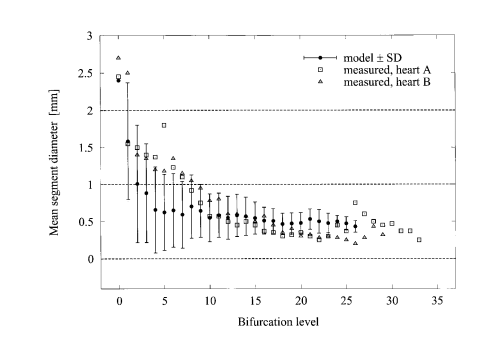 3
2.5
2
1.5
1
0.5
0
Mean segment diameter [mm]
model ± SD
measured, heart A
measured, heart B
0 5 10 15 20 25 30 35
Bifurcation level